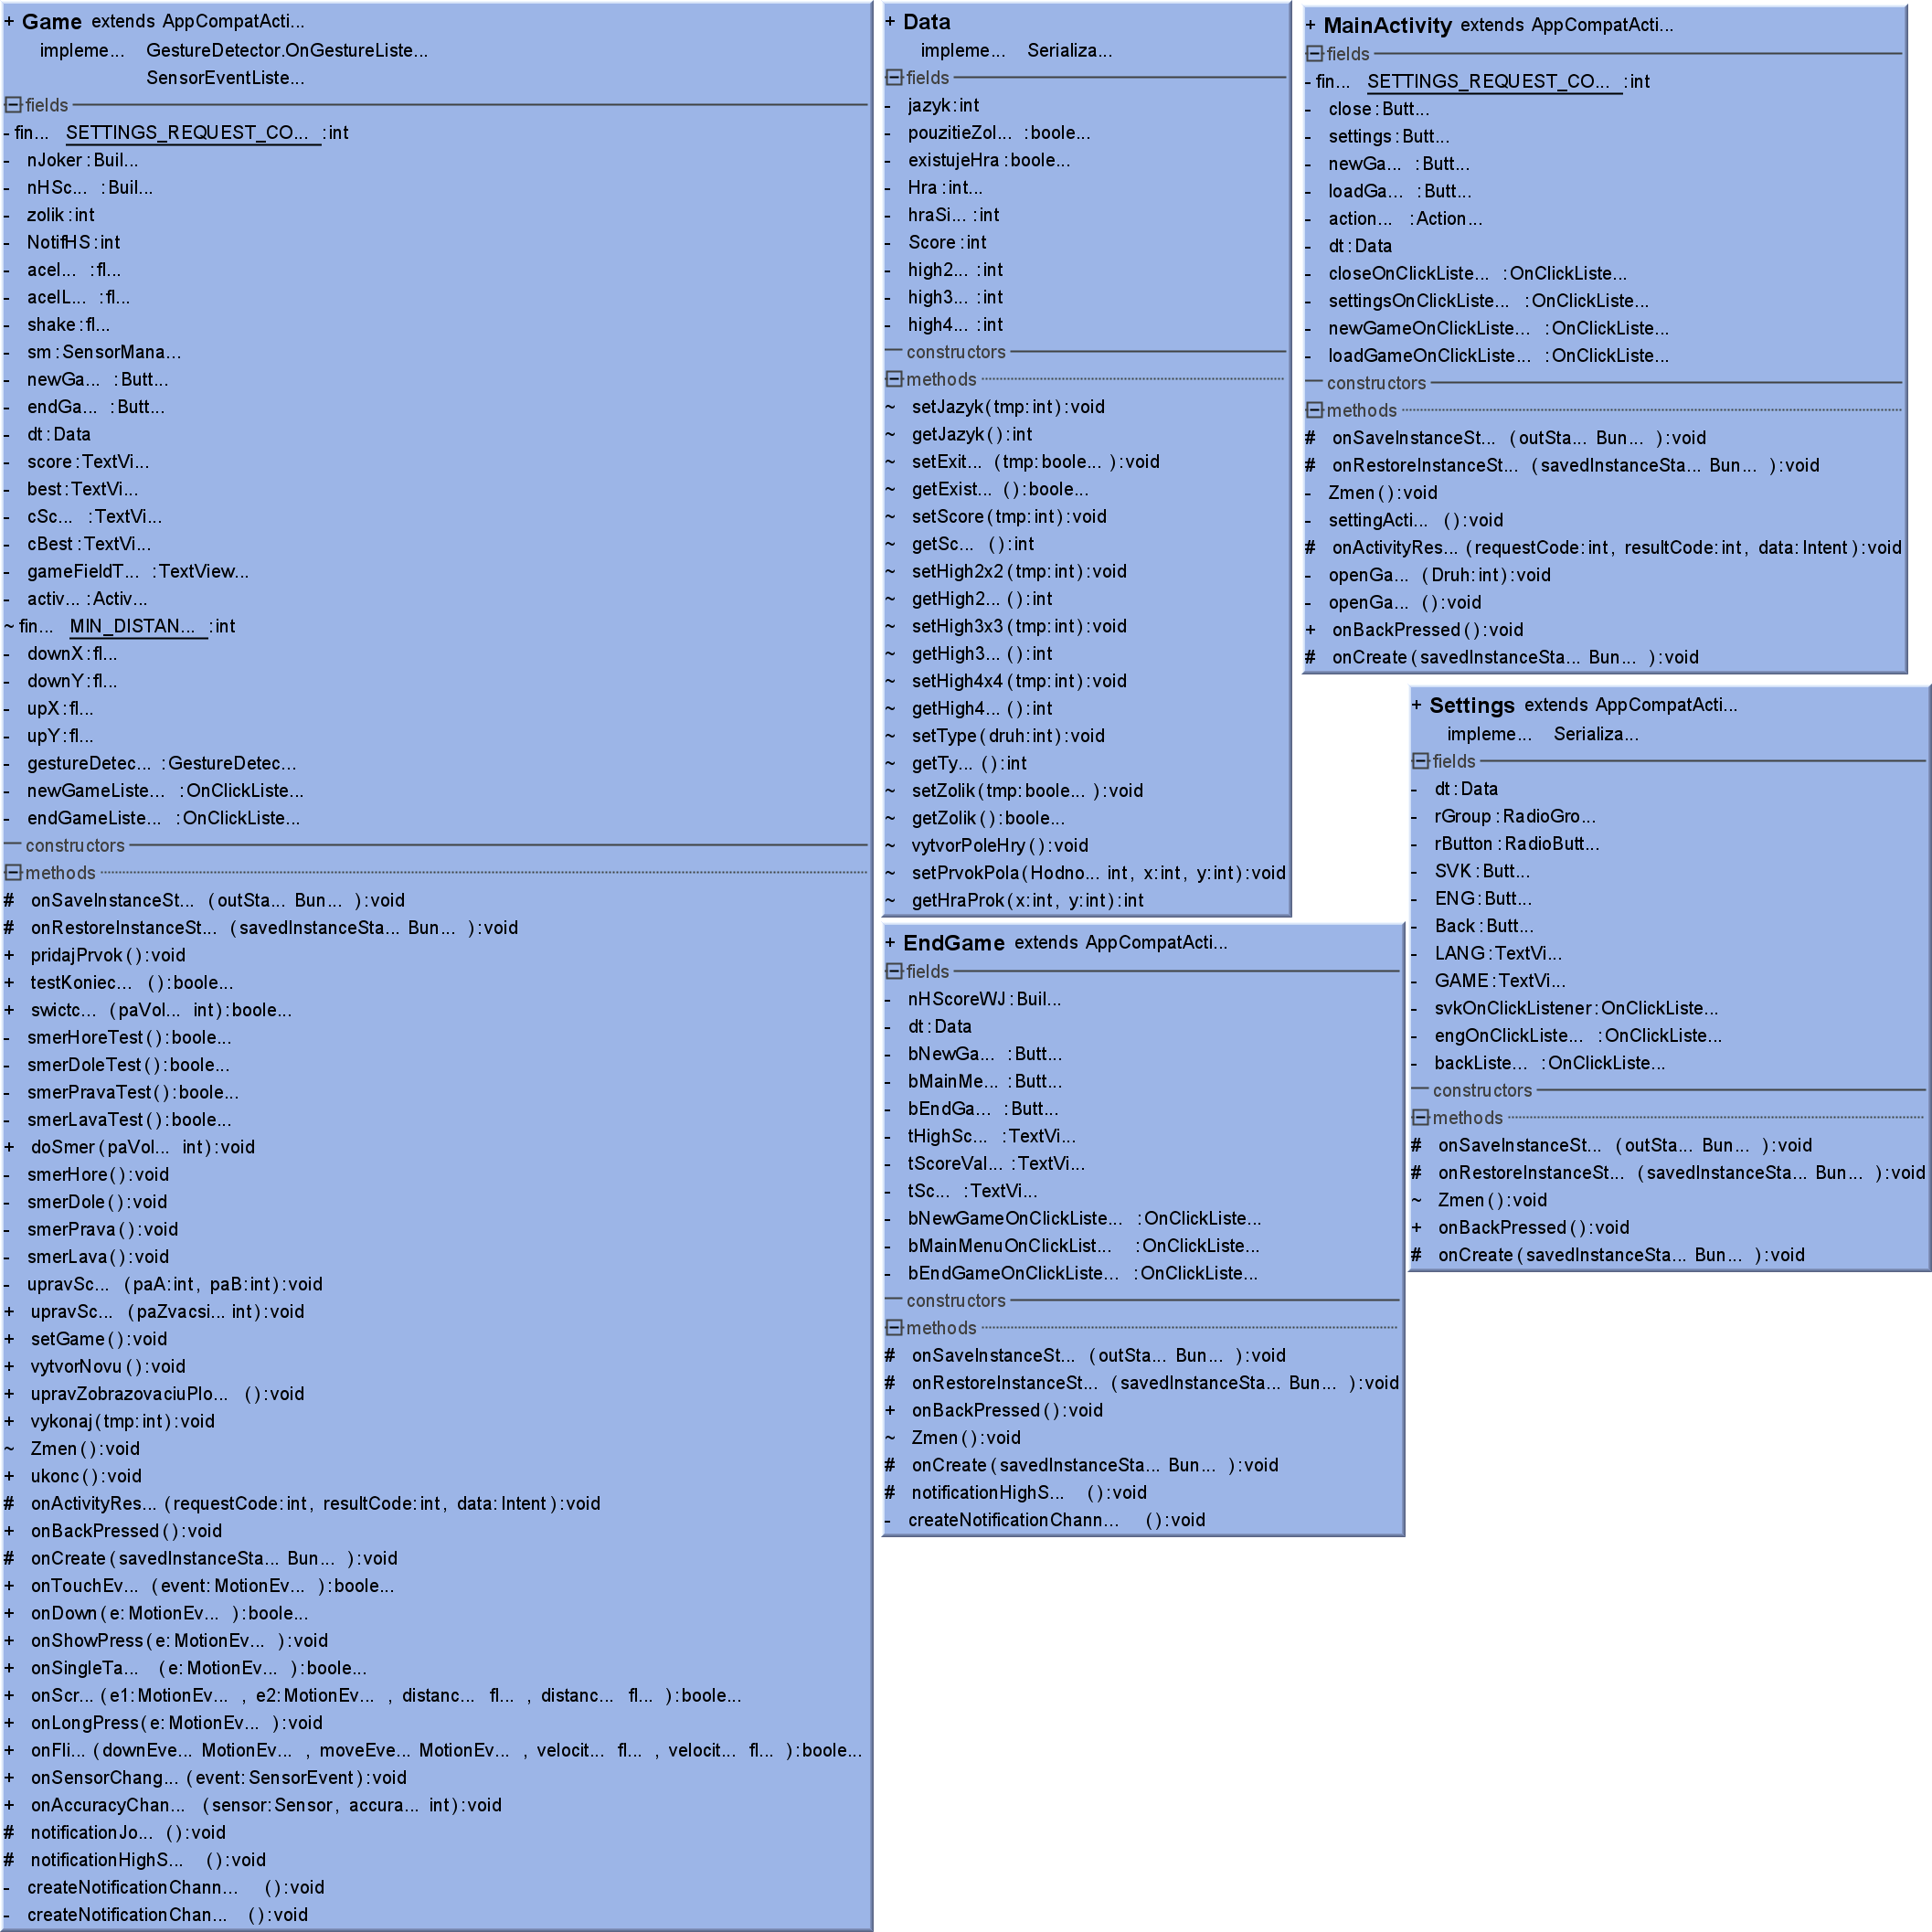 + Game extends AppCompatActi...
impleme... GestureDetector.OnGestureListe...
SensorEventListe...
fields
- fin... SETTINGS_REQUEST_CO... :int
- nJoker:Buil...
- nHSc... :Buil...
- zolik:int
- NotifHS:int
- acel... :fl...
- acelL... :fl...
- shake:fl...
- sm:SensorMana...
- newGa... :Butt...
- endGa... :Butt...
- dt:Data
- score:TextVi...
- best:TextVi...
- cSc... :TextVi...
- cBest:TextVi...
- gameFieldT... :TextView...
- activ... :Activ...
~ fin... MIN_DISTAN... :int
- downX:fl...
- downY:fl...
- upX:fl...
- upY:fl...
- gestureDetec... :GestureDetec...
- newGameListe... :OnClickListe...
- endGameListe... :OnClickListe...
constructors
methods
# onSaveInstanceSt... (outSta... Bun... ):void
# onRestoreInstanceSt... (savedInstanceSta... Bun... ):void
+ pridajPrvok():void
+ testKoniec... ():boole...
+ swictc... (paVol... int):boole...
- smerHoreTest():boole...
- smerDoleTest():boole...
- smerPravaTest():boole...
- smerLavaTest():boole...
+ doSmer(paVol... int):void
- smerHore():void
- smerDole():void
- smerPrava():void
- smerLava():void
- upravSc... (paA:int, paB:int):void
+ upravSc... (paZvacsi... int):void
+ setGame():void
+ vytvorNovu():void
+ upravZobrazovaciuPlo... ():void
+ vykonaj(tmp:int):void
~ Zmen():void
+ ukonc():void
# onActivityRes... (requestCode:int, resultCode:int, data:Intent):void
+ onBackPressed():void
# onCreate(savedInstanceSta... Bun... ):void
+ onTouchEv... (event:MotionEv... ):boole...
+ onDown(e:MotionEv... ):boole...
+ onShowPress(e:MotionEv... ):void
+ onSingleTa... (e:MotionEv... ):boole...
+ onScr... (e1:MotionEv... , e2:MotionEv... , distanc... fl... , distanc... fl... ):boole...
+ onLongPress(e:MotionEv... ):void
+ onFli... (downEve... MotionEv... , moveEve... MotionEv... , velocit... fl... , velocit... fl... ):boole...
+ onSensorChang... (event:SensorEvent):void
+ onAccuracyChan... (sensor:Sensor, accura... int):void
# notificationJo... ():void
# notificationHighS... ():void
- createNotificationChann... ():void
- createNotificationChan... ():void
+ Data
impleme... Serializa...
fields
- jazyk:int
- pouzitieZol... :boole...
- existujeHra:boole...
- Hra:int...
- hraSi... :int
- Score:int
- high2... :int
- high3... :int
- high4... :int
constructors
methods
~ setJazyk(tmp:int):void
~ getJazyk():int
~ setExit... (tmp:boole... ):void
~ getExist... ():boole...
~ setScore(tmp:int):void
~ getSc... ():int
~ setHigh2x2(tmp:int):void
~ getHigh2... ():int
~ setHigh3x3(tmp:int):void
~ getHigh3... ():int
~ setHigh4x4(tmp:int):void
~ getHigh4... ():int
~ setType(druh:int):void
~ getTy... ():int
~ setZolik(tmp:boole... ):void
~ getZolik():boole...
~ vytvorPoleHry():void
~ setPrvokPola(Hodno... int, x:int, y:int):void
~ getHraProk(x:int, y:int):int
+ MainActivity extends AppCompatActi...
fields
- fin... SETTINGS_REQUEST_CO... :int
- close:Butt...
- settings:Butt...
- newGa... :Butt...
- loadGa... :Butt...
- action... :Action...
- dt:Data
- closeOnClickListe... :OnClickListe...
- settingsOnClickListe... :OnClickListe...
- newGameOnClickListe... :OnClickListe...
- loadGameOnClickListe... :OnClickListe...
constructors
methods
# onSaveInstanceSt... (outSta... Bun... ):void
# onRestoreInstanceSt... (savedInstanceSta... Bun... ):void
- Zmen():void
- settingActi... ():void
# onActivityRes... (requestCode:int, resultCode:int, data:Intent):void
- openGa... (Druh:int):void
- openGa... ():void
+ onBackPressed():void
# onCreate(savedInstanceSta... Bun... ):void
+ Settings extends AppCompatActi...
impleme... Serializa...
fields
- dt:Data
- rGroup:RadioGro...
- rButton:RadioButt...
- SVK:Butt...
- ENG:Butt...
- Back:Butt...
- LANG:TextVi...
- GAME:TextVi...
- svkOnClickListener:OnClickListe...
- engOnClickListe... :OnClickListe...
- backListe... :OnClickListe...
constructors
methods
# onSaveInstanceSt... (outSta... Bun... ):void
# onRestoreInstanceSt... (savedInstanceSta... Bun... ):void
~ Zmen():void
+ onBackPressed():void
# onCreate(savedInstanceSta... Bun... ):void
+ EndGame extends AppCompatActi...
fields
- nHScoreWJ:Buil...
- dt:Data
- bNewGa... :Butt...
- bMainMe... :Butt...
- bEndGa... :Butt...
- tHighSc... :TextVi...
- tScoreVal... :TextVi...
- tSc... :TextVi...
- bNewGameOnClickListe... :OnClickListe...
- bMainMenuOnClickList... :OnClickListe...
- bEndGameOnClickListe... :OnClickListe...
constructors
methods
# onSaveInstanceSt... (outSta... Bun... ):void
# onRestoreInstanceSt... (savedInstanceSta... Bun... ):void
+ onBackPressed():void
~ Zmen():void
# onCreate(savedInstanceSta... Bun... ):void
# notificationHighS... ():void
- createNotificationChann... ():void